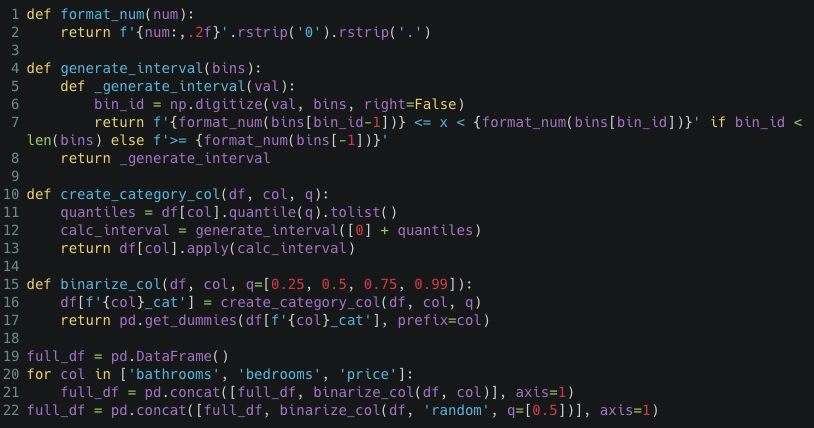 1 def format_num(num):
2     return f'{num:,.2f}'.rstrip('0').rstrip('.')
3
4 def generate_interval(bins):
5     def _generate_interval(val):
6         bin_id = np.digitize(val, bins, right=False)
7         return f'{format_num(bins[bin_id-1])} <= x < {format_num(bins[bin_id])}' if bin_id <
len(bins) else f'>= {format_num(bins[-1])}'
8     return _generate_interval
9
10 def create_category_col(df, col, q):
11     quantiles = df[col].quantile(q).tolist()
12     calc_interval = generate_interval([0] + quantiles)
13     return df[col].apply(calc_interval)
14
15 def binarize_col(df, col, q=[0.25, 0.5, 0.75, 0.99]):
16     df[f'{col}_cat'] = create_category_col(df, col, q)
17     return pd.get_dummies(df[f'{col}_cat'], prefix=col)
18
19 full_df = pd.DataFrame()
20 for col in ['bathrooms', 'bedrooms', 'price']:
21     full_df = pd.concat([full_df, binarize_col(df, col)], axis=1)
22 full_df = pd.concat([full_df, binarize_col(df, 'random', q=[0.5])], axis=1)